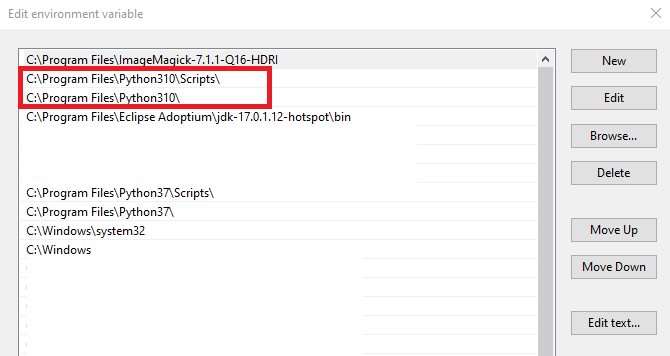 Edit environment variable
C:\Program Files\ImageMagick-7.1.1-Q16-HDRI
C:\Program Files\Python310\Scripts\
C:\Program Files\Python310\
C:\Program Files\Eclipse Adoptium\jdk-17.0.1.12-hotspot\bin
C:\Program Files\Python37\Scripts\
C:\Program Files\Python37\
C:\Windows\system32
C:\Windows
New
Edit
Browse...
Delete
Move Up
Move Down
Edit text...